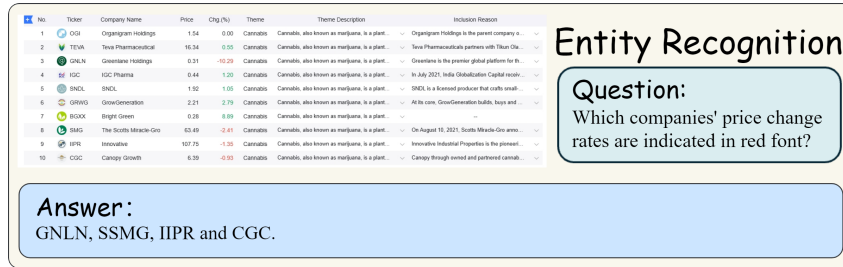 No. Ticker Company Name Price Chg.(%) Theme Theme Description Inclusion Reason
1 OGI Organigram Holdings 1.54 0.00 Cannabis Cannabis, also known as marijuana, is a plant... Organigram Holdings is the parent company o...
2 TEVA Teva Pharmaceutical 16.34 0.55 Cannabis Cannabis, also known as marijuana, is a plant... Teva Pharmaceuticals partners with Tikun Ola...
3 GNLN Greenlane Holdings 0.31 -10.29 Cannabis Cannabis, also known as marijuana, is a plant... Greenlane is the premier global platform for th...
4 IGC IGC Pharma 0.44 1.20 Cannabis Cannabis, also known as marijuana, is a plant... In July 2021, India Globalization Capital receiv...
5 SNDL SNDL 1.92 1.05 Cannabis Cannabis, also known as marijuana, is a plant... SNDL is a licensed producer that crafts small-...
6 GRWG GrowGeneration 2.21 2.79 Cannabis Cannabis, also known as marijuana, is a plant... At its core, GrowGeneration builds, buys and ...
7 BGXX Bright Green 0.28 8.89 Cannabis Cannabis, also known as marijuana, is a plant... --
8 SMG The Scotts Miracle-Gro 63.49 -2.41 Cannabis Cannabis, also known as marijuana, is a plant... On August 10, 2021, Scotts Miracle-Gro anno...
9 IIPR Innovative 107.75 -1.35 Cannabis Cannabis, also known as marijuana, is a plant... Innovative Industrial Properties is the pioneeri...
10 CGC Canopy Growth 6.39 -0.93 Cannabis Cannabis, also known as marijuana, is a plant... Canopy through owned and partnered cannab...
Entity Recognition
Question:
Which companies' price change
rates are indicated in red font?
Answer:
GNLN, SSMG, IIPR and CGC.